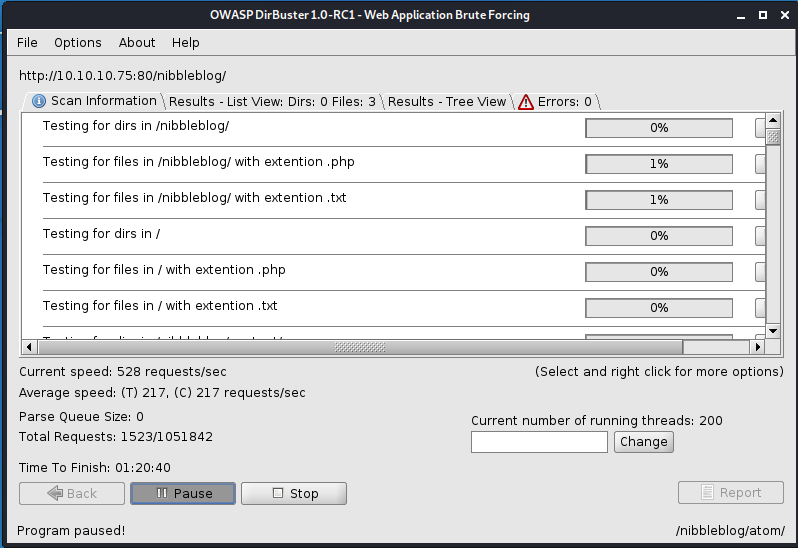 OWASP DirBuster 1.0-RC1 - Web Application Brute Forcing
File Options About Help
http://10.10.10.75:80/nibbleblog/
Scan Information Results - List View: Dirs: 0 Files: 3 Results - Tree View Errors: 0
Testing for dirs in /nibbleblog/ 0%
Testing for files in /nibbleblog/ with extention .php 1%
Testing for files in /nibbleblog/ with extention .txt 1%
Testing for dirs in / 0%
Testing for files in / with extention .php 0%
Testing for files in / with extention .txt 0%
Current speed: 528 requests/sec (Select and right click for more options)
Average speed: (T) 217, (C) 217 requests/sec
Parse Queue Size: 0
Current number of running threads: 200
Total Requests: 1523/1051842
Change
Time To Finish: 01:20:40
Back Pause Stop Report
Program paused! /nibbleblog/atom/